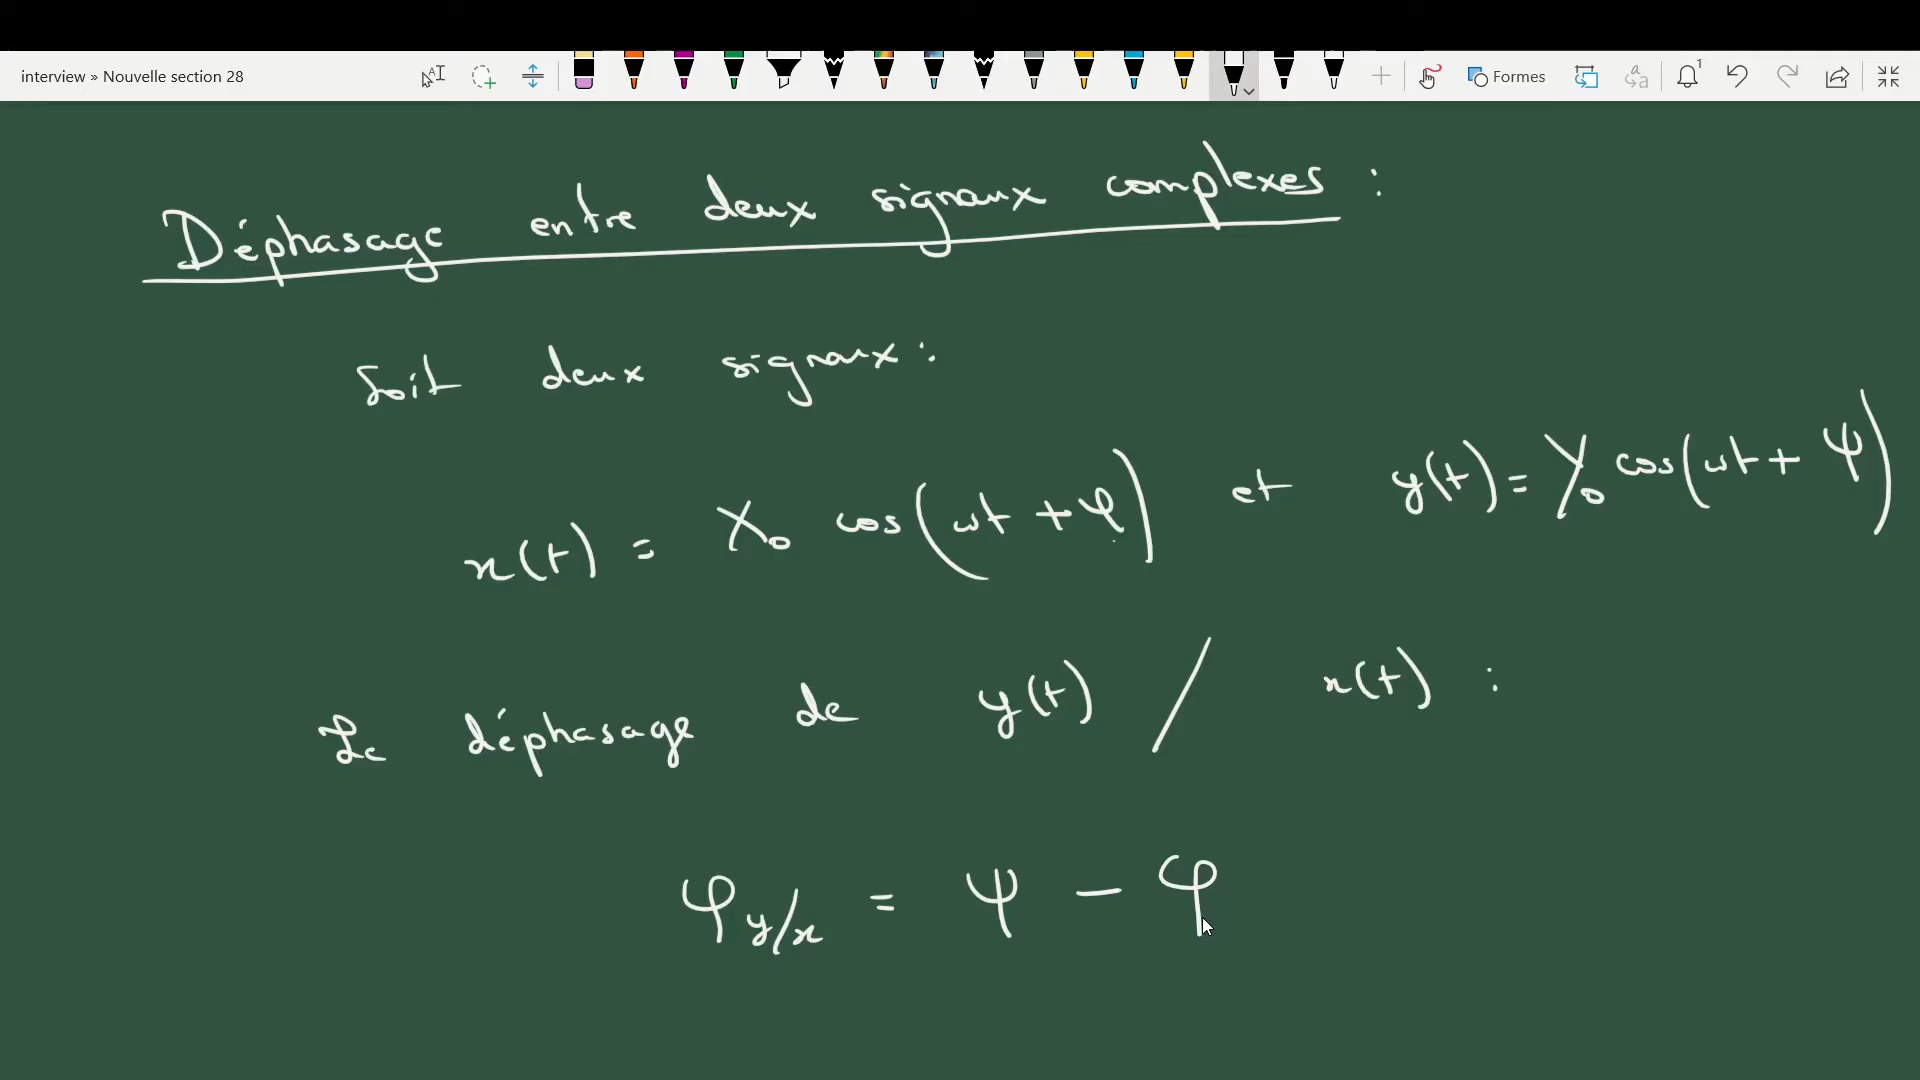 interview » Nouvelle section 28 Formes 1
Déphasage entre deux signaux complexes :
Soit deux signaux :
x(t) = X₀ cos(ωt + φ) et y(t) = Y₀ cos(ωt + ψ)
Le déphasage de y(t) / x(t) :
φ y/x = ψ - φ